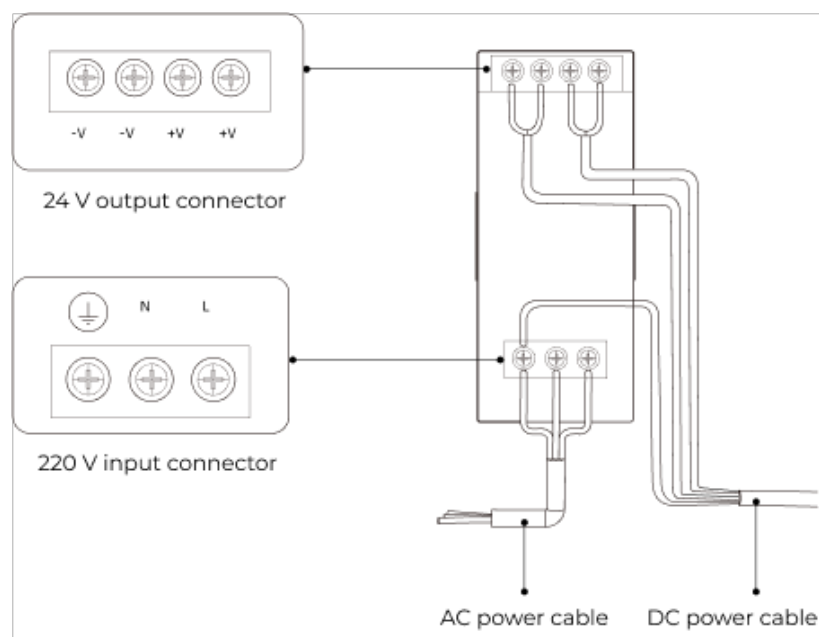 -V -V +V +V
24 V output connector
N L
220 V input connector
AC power cable DC power cable